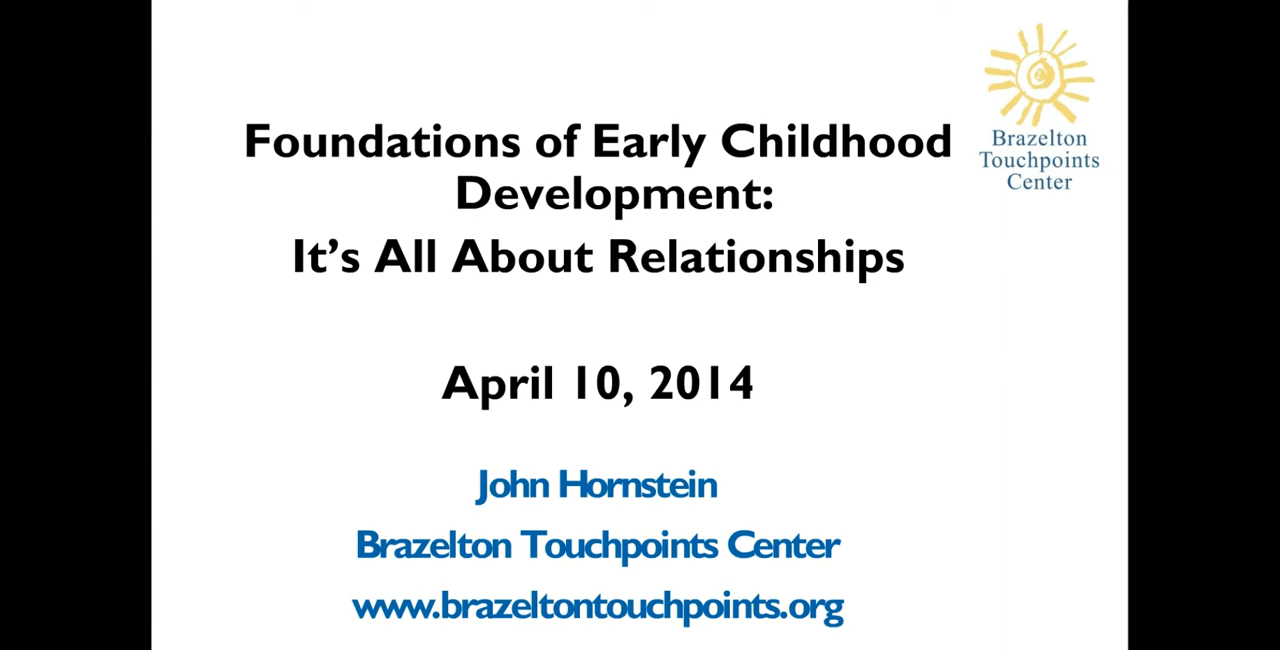 Foundations of Early Childhood
Development:
It's All About Relationships
April 10, 2014
John Hornstein
Brazelton Touchpoints Center
www.brazeltontouchpoints.org
Brazelton
Touchpoints
Center